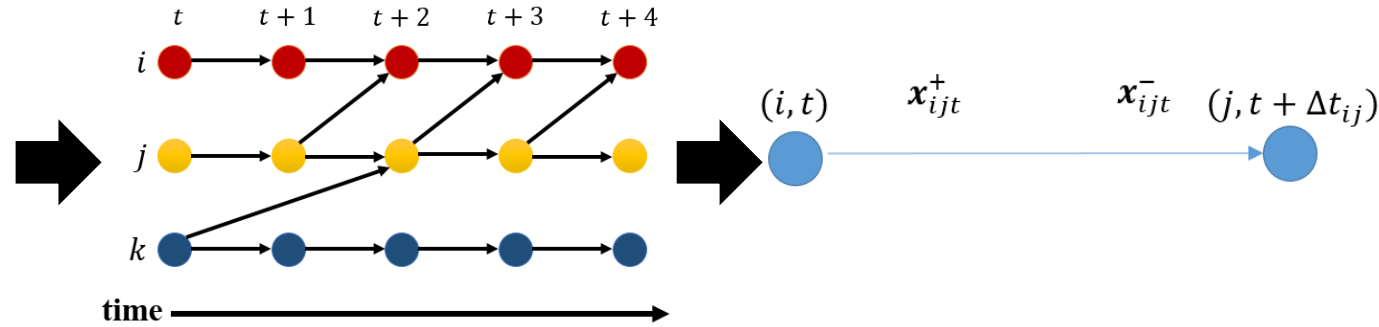 t t + 1 t + 2 t + 3 t + 4
i
j
k
time
(i, t) x⁺ᵢⱼₜ x⁻ᵢⱼₜ (j, t + Δtᵢⱼ)